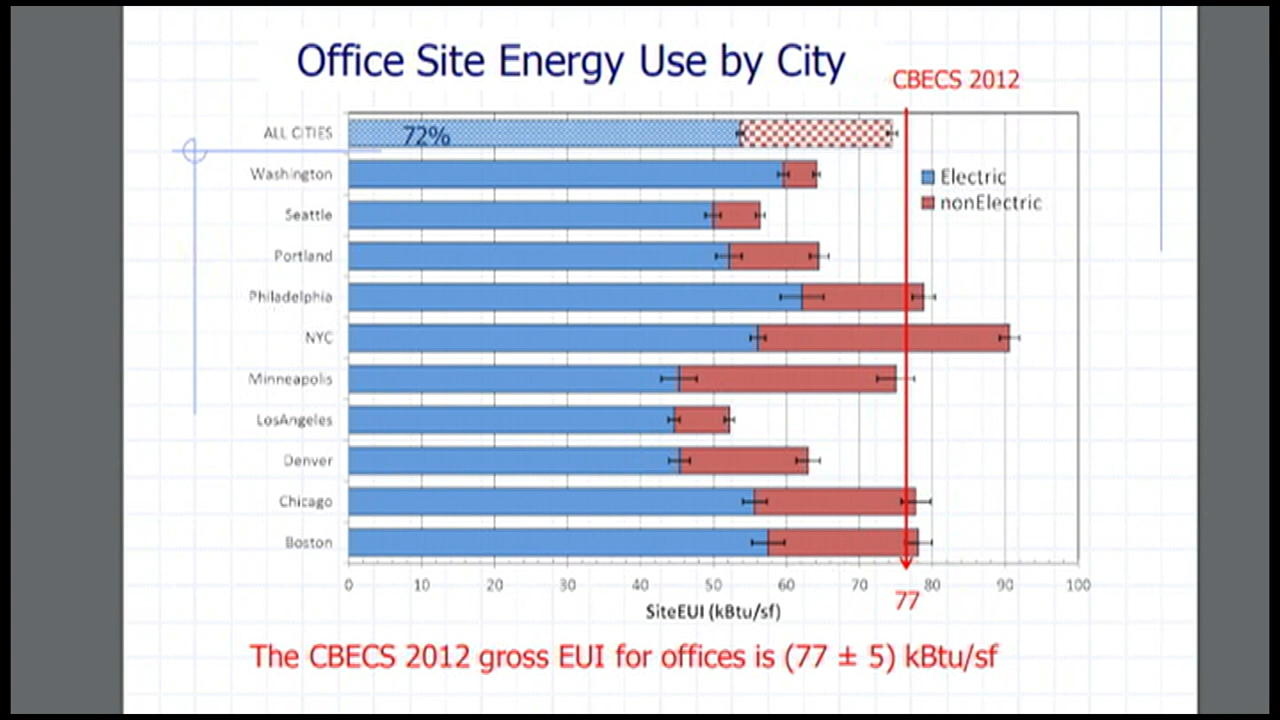 Office Site Energy Use by City
CBECS 2012
ALL CITIES
72%
Washington
Electric
Seattle
nonElectric
Portland
Philadelphia
NYC
Minneapolis
LosAngeles
Denver
Chicago
Boston
0 10 20 30 40 50 60 70 80 90 100
77
SiteEUI (kBtu/sf)
The CBECS 2012 gross EUI for offices is (77 ± 5) kBtu/sf